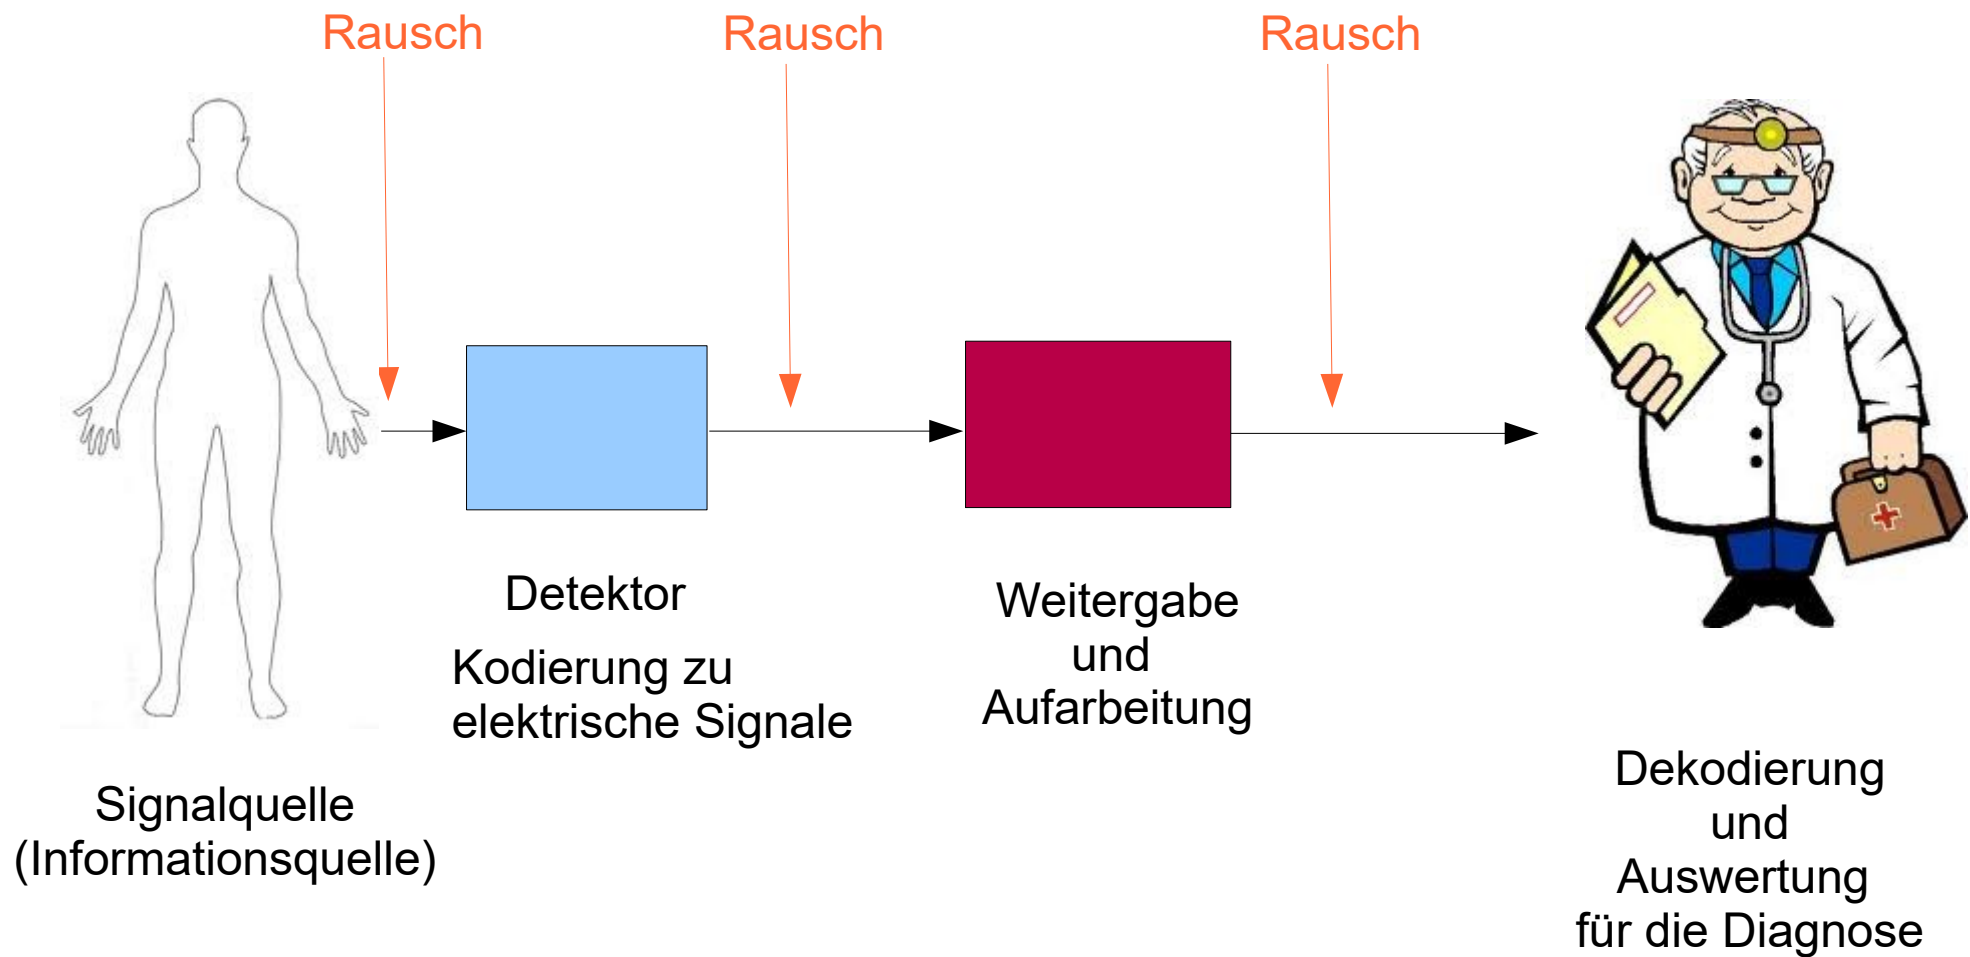 Rausch
Rausch
Rausch
Detektor
Kodierung zu
elektrische Signale
Weitergabe
und
Aufarbeitung
Signalquelle
(Informationsquelle)
Dekodierung
und
Auswertung
für die Diagnose